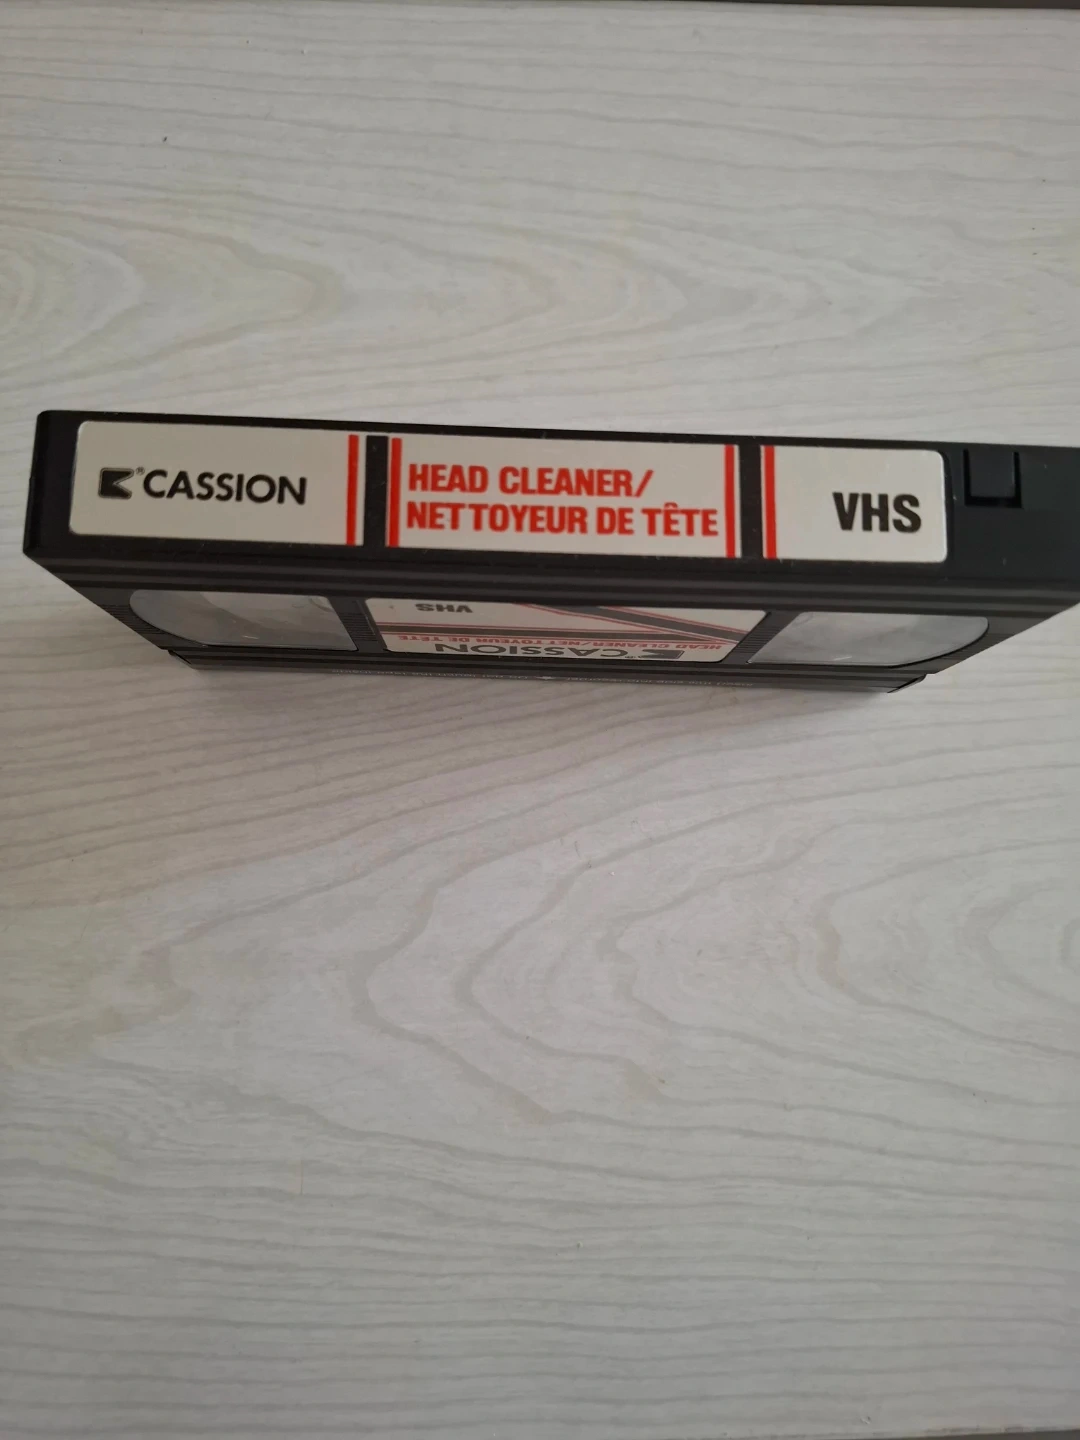 ®CASSION
HEAD CLEANER/
NETTOYEUR DE TÊTE
VHS
®CASSION
HEAD CLEANER/NETTOYEUR DE TÊTE
VHS